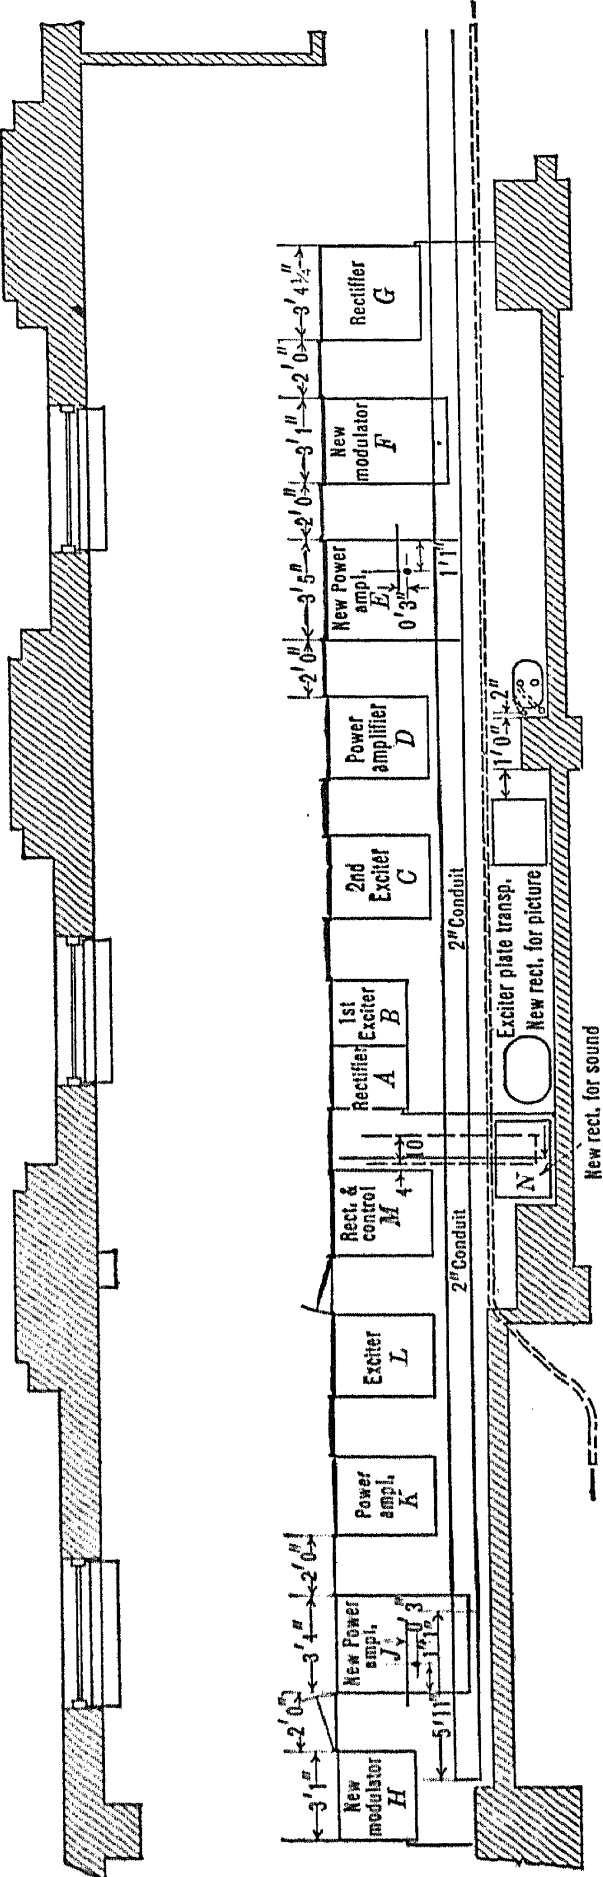 3'1"
2'0"
3'4"
2'0"
2'0"
3'5"
2'0"
3'1"
2'0"
3'4¼"
New
modulator
H
New Power
ampl.
J
0'3"
1'1"
5'11"
Power
ampl.
K
Exciter
L
Rect. &
control
M
4
10
Rectifier
A
1st
Exciter
B
2nd
Exciter
C
Power
amplifier
D
New Power
ampl.
E
0'3"
1'1"
New
modulator
F
Rectifier
G
2" Conduit
2" Conduit
N
New rect. for sound
Exciter plate transp.
New rect. for picture
1'0"
2"